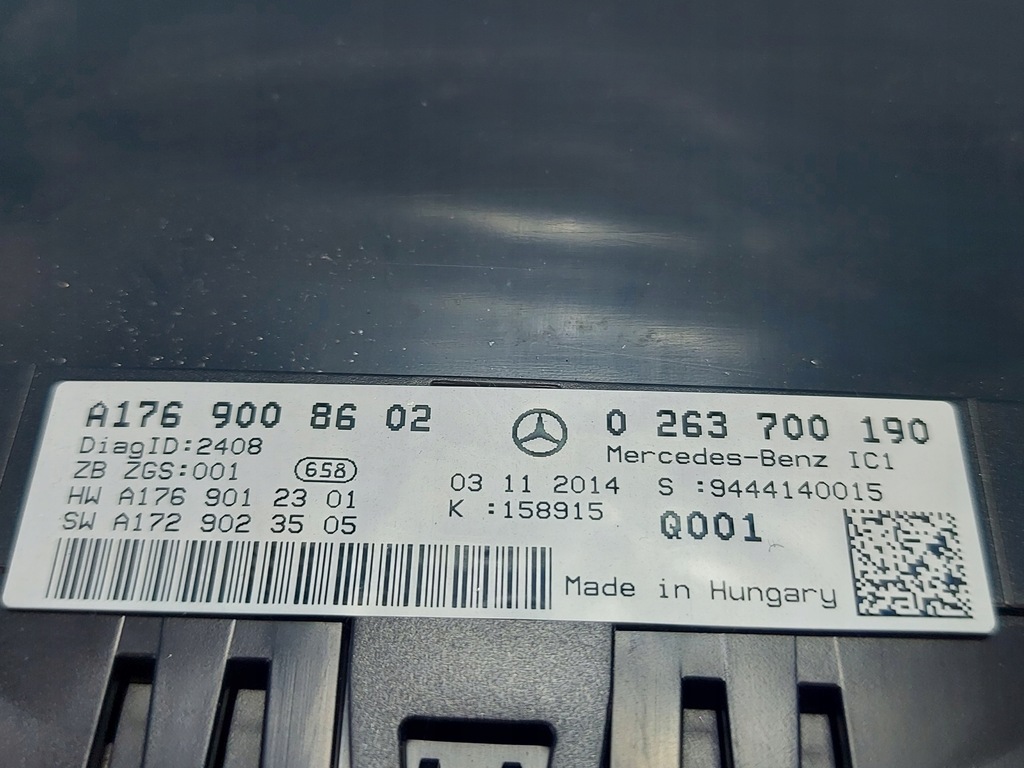 A176 900 86 02
DiagID:2408
ZB ZGS:001 658
HW A176 901 23 01
SW A172 902 35 05
03 11 2014
K :158915
0 263 700 190
Mercedes-Benz IC1
S :9444140015
Q001
Made in Hungary